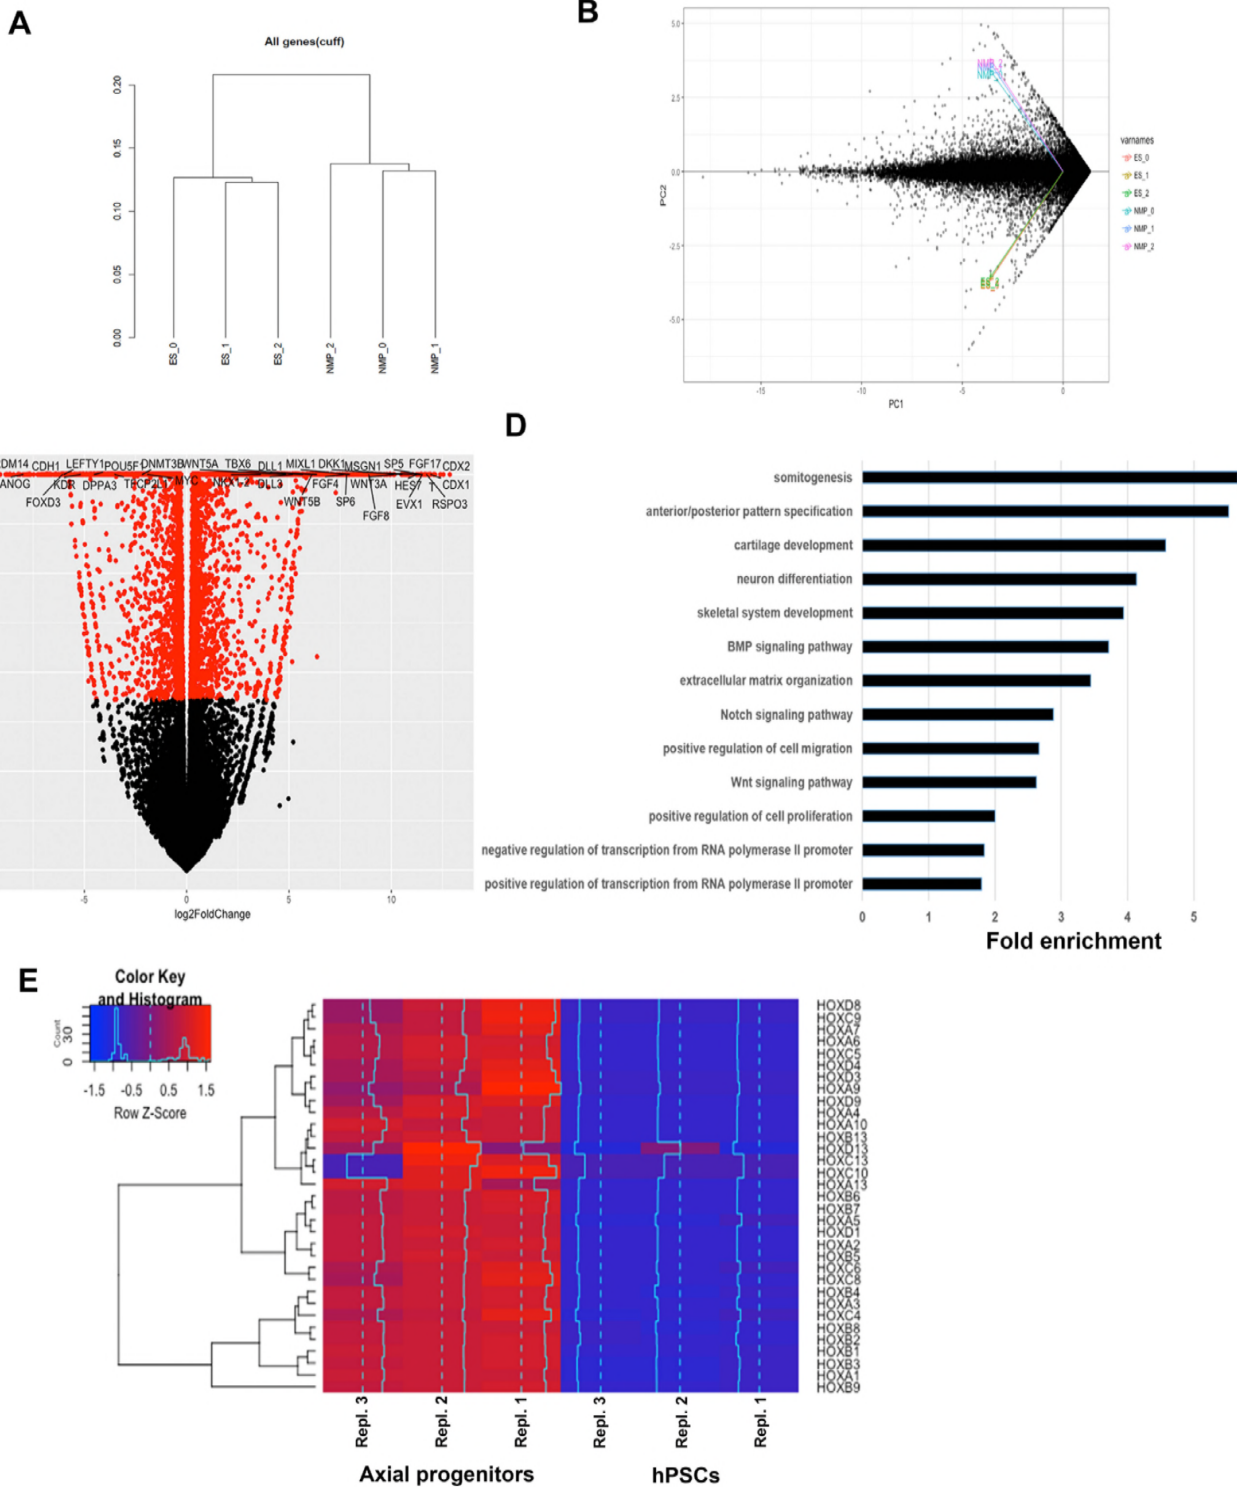 A
All genes(cuff)
0.20
0.15
0.10
0.05
0.00
ES_0
ES_1
ES_2
NMP_2
NMP_0
NMP_1
B
5.0
2.5
0.0
-2.5
-5.0
PC2
-15
-10
-5
0
PC1
varnames
ES_0
ES_1
ES_2
NMP_0
NMP_1
NMP_2
DM14 CDH1 LEFTY1 POU5F1 DNMT3B WNT5A TBX6 DLL1 MIXL1 DKK1 MSGN1 SP5 FGF17 CDX2
ANOG KDR DPPA3 TFCP2L1 MYC NKX1-2 DLL3 FGF4 WNT3A HES7 T CDX1
FOXD3 WNT5B SP6 EVX1 RSPO3
FGF8
-5
0
5
10
log2FoldChange
D
somitogenesis
anterior/posterior pattern specification
cartilage development
neuron differentiation
skeletal system development
BMP signaling pathway
extracellular matrix organization
Notch signaling pathway
positive regulation of cell migration
Wnt signaling pathway
positive regulation of cell proliferation
negative regulation of transcription from RNA polymerase II promoter
positive regulation of transcription from RNA polymerase II promoter
0 1 2 3 4 5
Fold enrichment
E
Color Key
and Histogram
Count
0 30
-1.5 -0.5 0.5 1.5
Row Z-Score
HOXD8
HOXC9
HOXA7
HOXA6
HOXC5
HOXD4
HOXD3
HOXA9
HOXD9
HOXA4
HOXA10
HOXB13
HOXD13
HOXC13
HOXC10
HOXA13
HOXB6
HOXB7
HOXA5
HOXD1
HOXA2
HOXB5
HOXC6
HOXC8
HOXB4
HOXA3
HOXC4
HOXB8
HOXB2
HOXB1
HOXB3
HOXA1
HOXB9
Repl. 3
Repl. 2
Repl. 1
Repl. 3
Repl. 2
Repl. 1
Axial progenitors
hPSCs